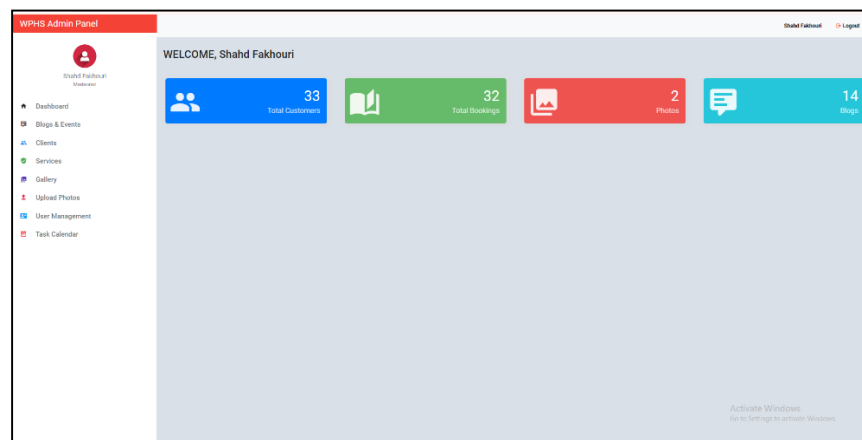 WPHS Admin Panel
Shahd Fakhouri
Logout
Shahd Fakhouri
Moderator
Dashboard
Blogs & Events
Clients
Services
Gallery
Upload Photos
User Management
Task Calendar
WELCOME, Shahd Fakhouri
33
Total Customers
32
Total Bookings
2
Photos
14
Blogs
Activate Windows
Go to Settings to activate Windows.